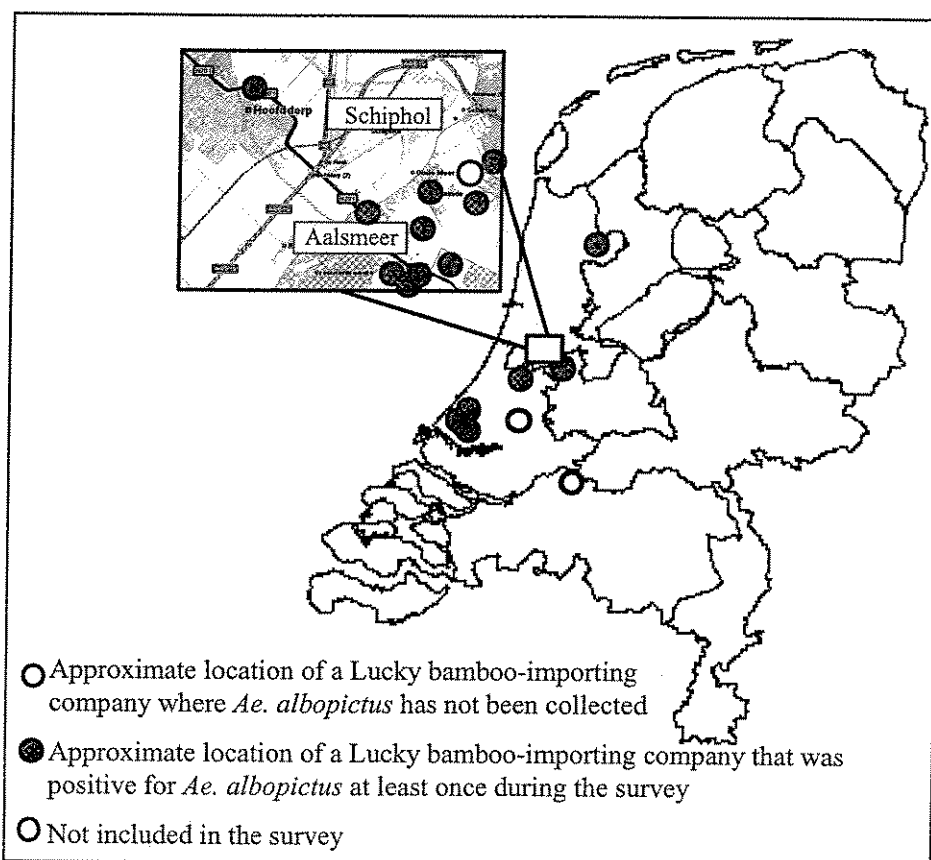 Schiphol
Hoofddorp
Aalsmeer
Approximate location of a Lucky bamboo-importing
company where Ae. albopictus has not been collected
Approximate location of a Lucky bamboo-importing company that was
positive for Ae. albopictus at least once during the survey
Not included in the survey